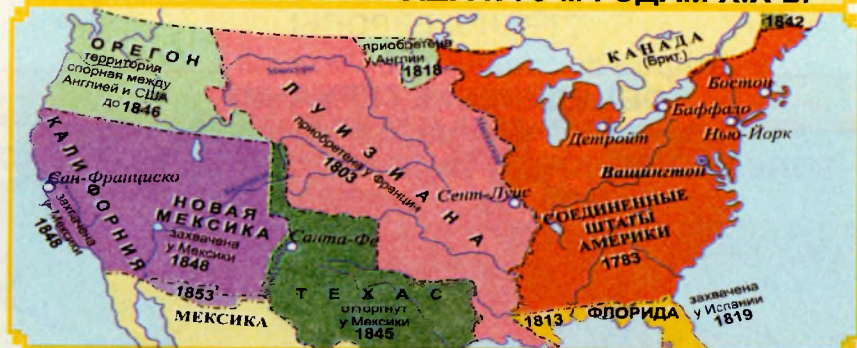 ОРЕГОН
территория
спорная между
Англией и США
до 1846
приобретена
у Англии
1818
КАНАДА
(Брит.)
1842
Бостон
Баффало
Нью-Йорк
Детройт
Вашингтон
ЛУИЗИАНА
приобретена у Франции
1803
Сент-Луис
СОЕДИНЕННЫЕ
ШТАТЫ
АМЕРИКИ
1783
КАЛИФОРНИЯ
захвачена
у Мексики
1848
Сан-Франциско
НОВАЯ
МЕКСИКА
захвачена
у Мексики
1848
Санта-Фе
1853
МЕКСИКА
ТЕХАС
отторгнут
у Мексики
1845
1813
ФЛОРИДА
захвачена
у Испании
1819